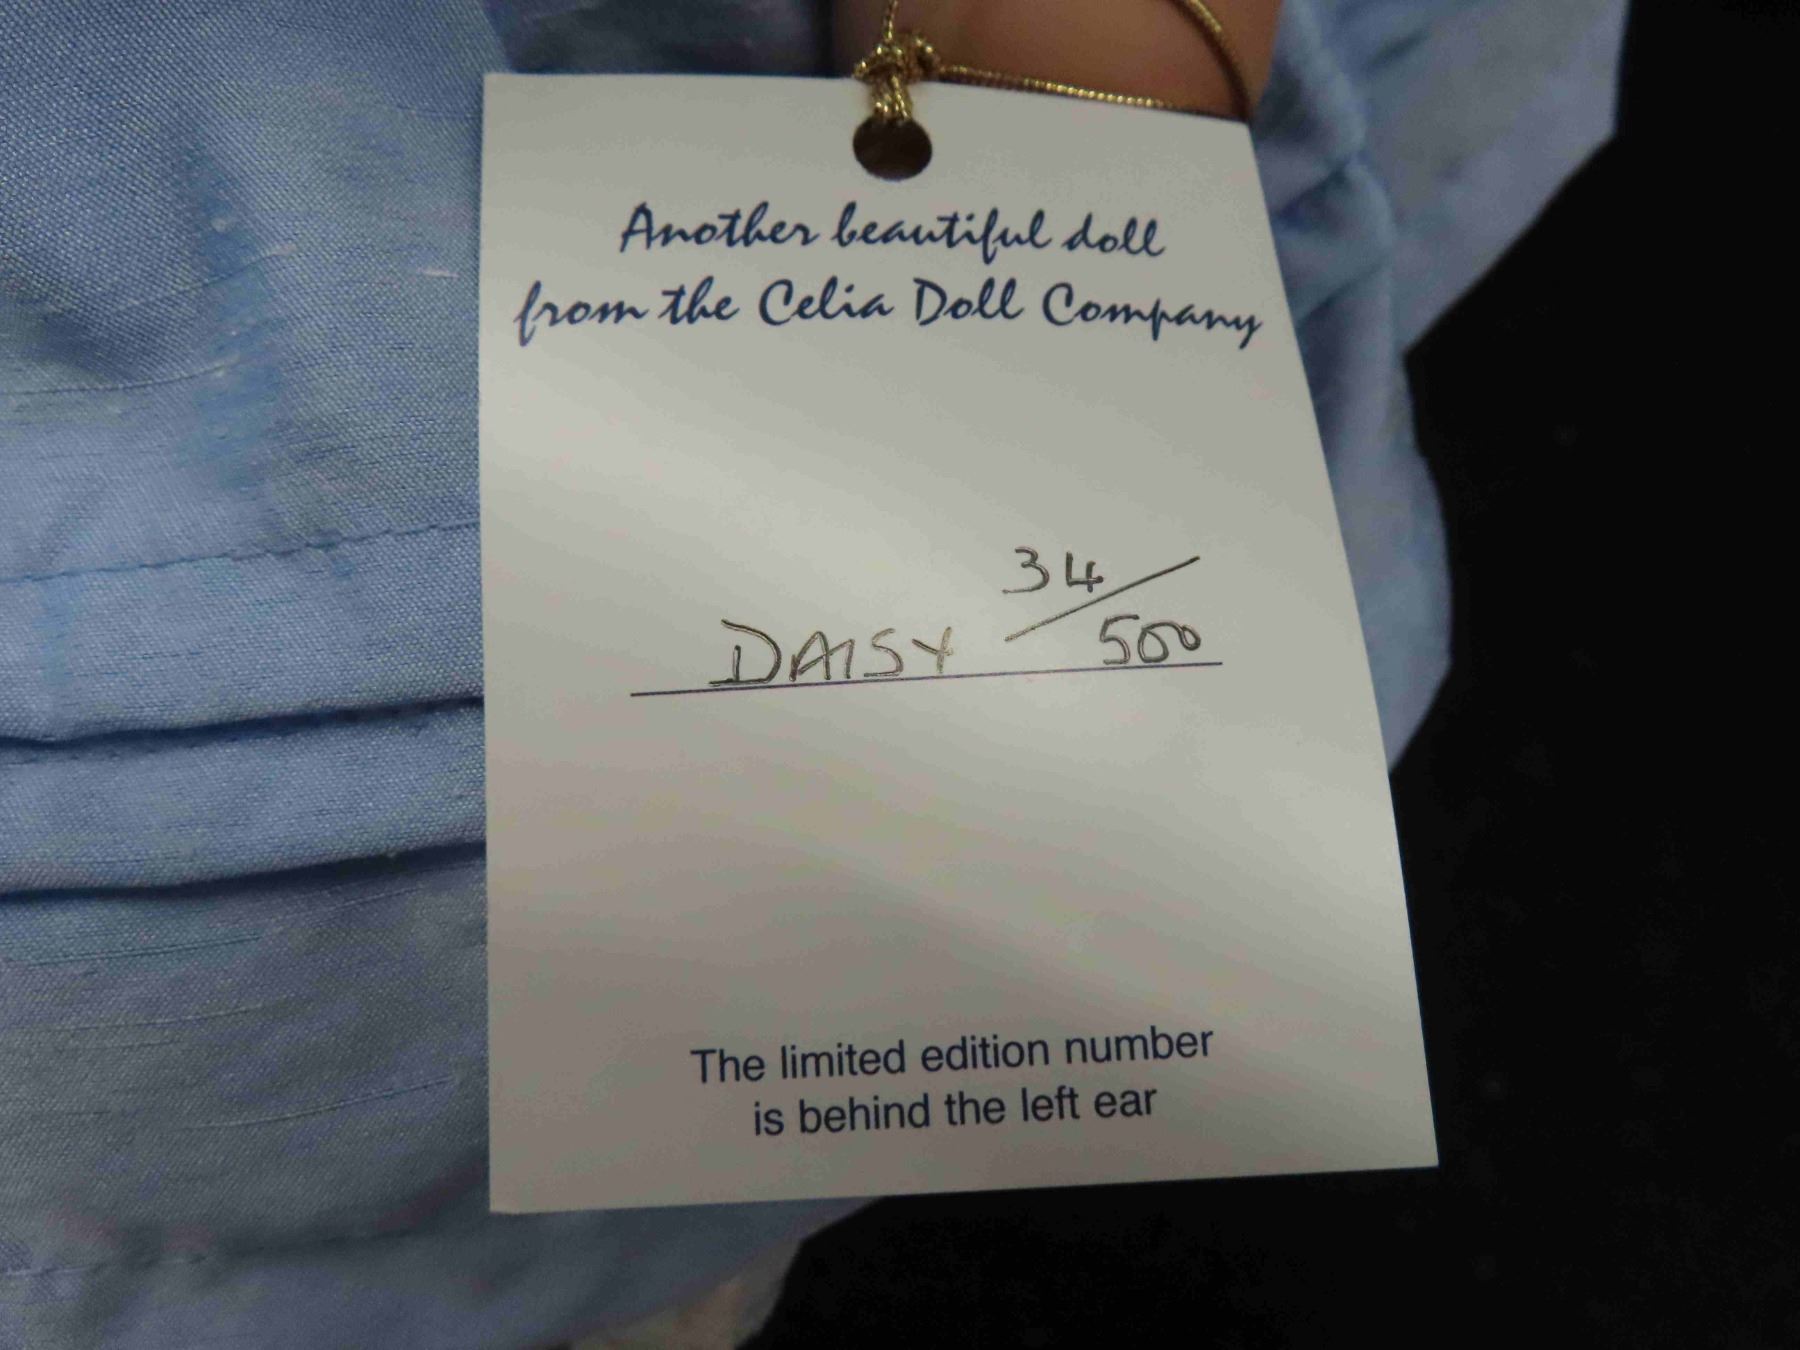 Another beautiful doll
from the Celia Doll Company
DAISY 34/500
The limited edition number
is behind the left ear